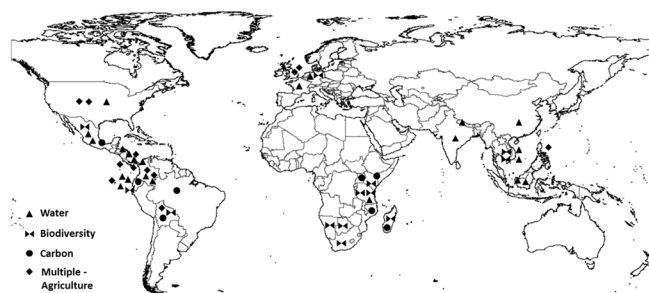 Water
Biodiversity
Carbon
Multiple -
Agriculture